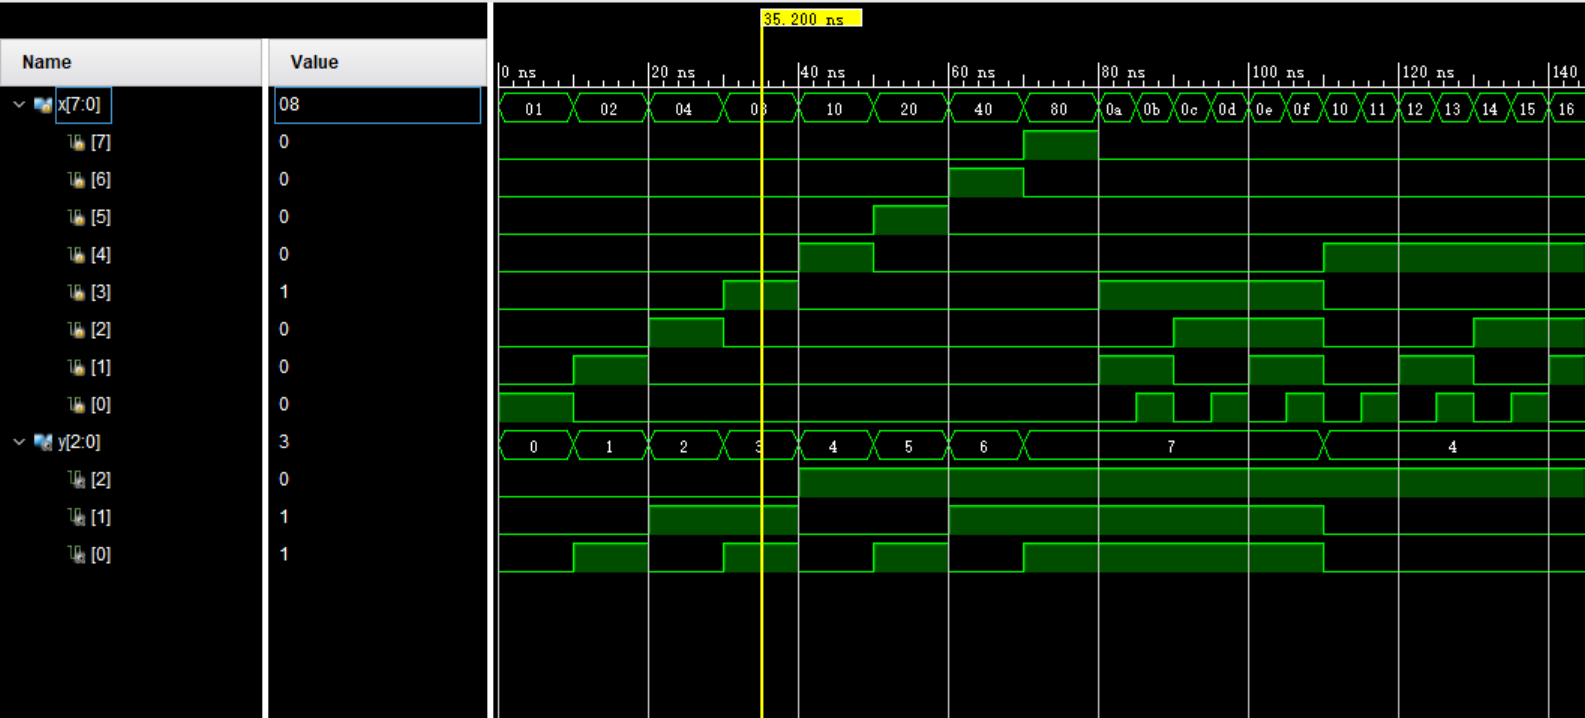 35.200 ns
Name Value
0 ns 20 ns 40 ns 60 ns 80 ns 100 ns 120 ns 140
x[7:0] 08 01 02 04 08 10 20 40 80 0a 0b 0c 0d 0e 0f 10 11 12 13 14 15 16
[7] 0
[6] 0
[5] 0
[4] 0
[3] 1
[2] 0
[1] 0
[0] 0
y[2:0] 3 0 1 2 3 4 5 6 7 4
[2] 0
[1] 1
[0] 1